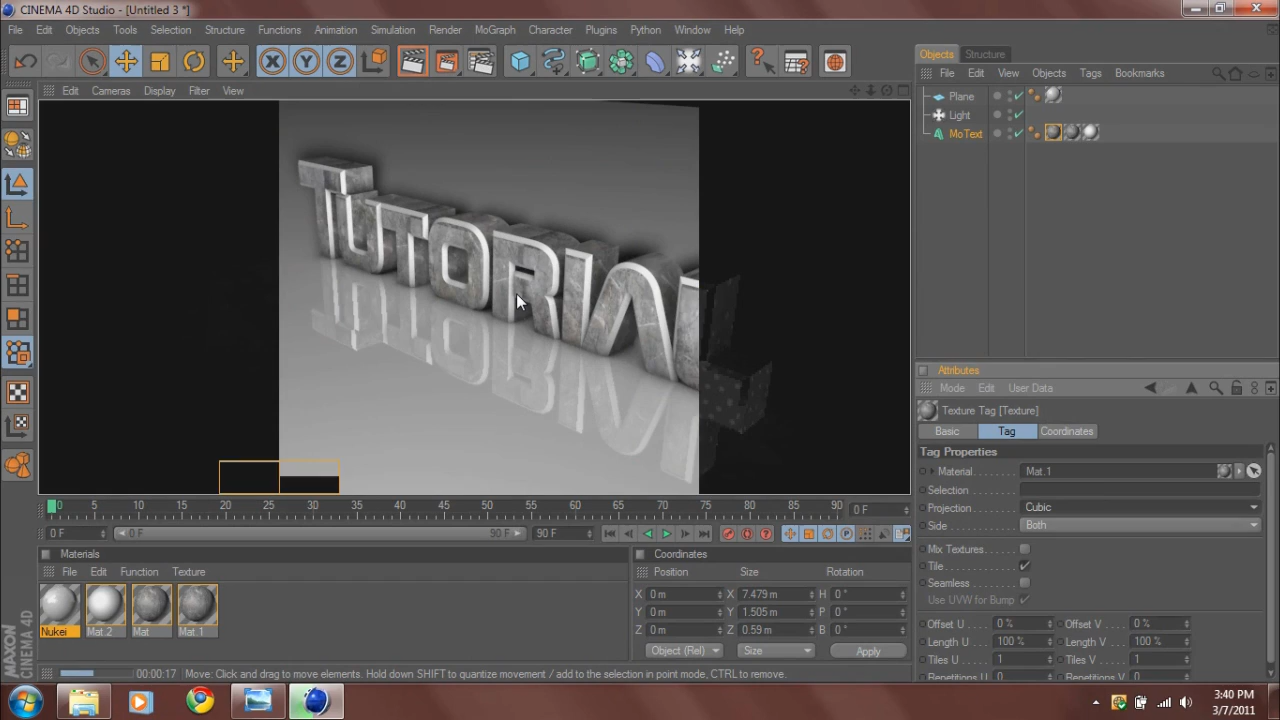 CINEMA 4D Studio - [Untitled 3 *]
File Edit Objects Tools Selection Structure Functions Animation Simulation Render MoGraph Character Plugins Python Window Help
Objects Structure
File Edit View Objects Tags Bookmarks
Edit Cameras Display Filter View
X Y Z
Plane
Light
MoText
TUTORIAL
Attributes
Mode Edit User Data
Texture Tag [Texture]
Basic Tag Coordinates
Tag Properties
Material Mat.1
Selection
Projection Cubic
Side Both
Mix Textures
Tile
Seamless
Use UVW for Bump
Offset U 0 % Offset V 0 %
Length U 100 % Length V 100 %
Tiles U 1 Tiles V 1
Repetitions U 0 Repetitions V 0
0 5 10 15 20 25 30 35 40 45 50 55 60 65 70 75 80 85 90 0 F
0 F 0 F 90 F 90 F
Materials
File Edit Function Texture
Nukei Mat.2 Mat Mat.1
Coordinates
Position Size Rotation
X 0 m X 7.479 m H 0 °
Y 0 m Y 1.505 m P 0 °
Z 0 m Z 0.59 m B 0 °
Object (Rel) Size Apply
MAXON CINEMA 4D
00:00:17 Move: Click and drag to move elements. Hold down SHIFT to quantize movement / add to the selection in point mode, CTRL to remove.
3:40 PM
3/7/2011